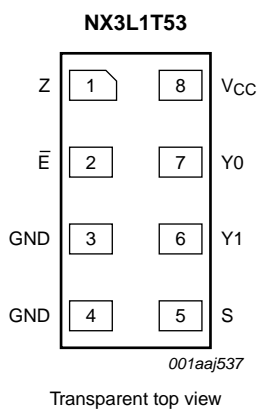 NX3L1T53
Z 1 8 VCC
E̅ 2 7 Y0
GND 3 6 Y1
GND 4 5 S
001aaj537
Transparent top view